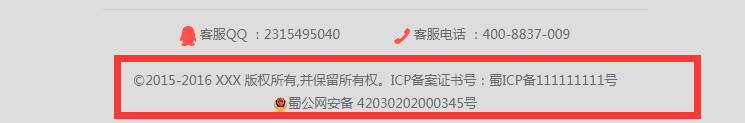 客服QQ ：2315495040 客服电话 ：400-8837-009
©2015-2016 XXX 版权所有,并保留所有权。ICP备案证书号：蜀ICP备111111111号
蜀公网安备 42030202000345号